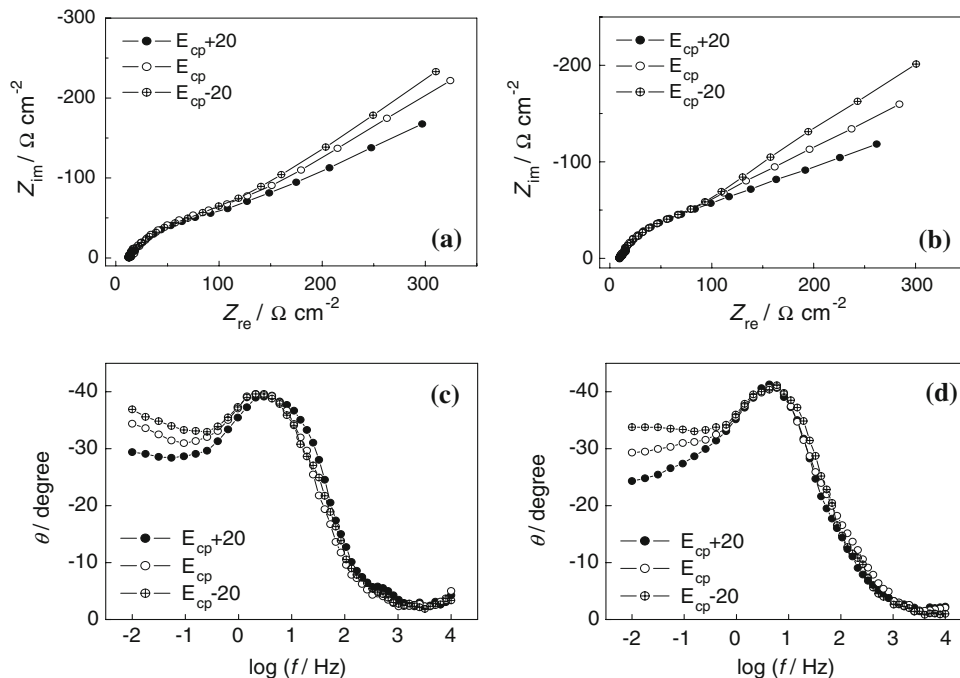 -300
-200
-100
0
Z_im / Ω cm⁻²
E_cp+20
E_cp
E_cp-20
(a)
0
100
200
300
Z_re / Ω cm⁻²
-200
-100
0
Z_im / Ω cm⁻²
E_cp+20
E_cp
E_cp-20
(b)
0
100
200
300
Z_re / Ω cm⁻²
-40
-30
-20
-10
0
θ / degree
(c)
E_cp+20
E_cp
E_cp-20
-2
-1
0
1
2
3
4
log (f / Hz)
-40
-30
-20
-10
0
θ / degree
(d)
E_cp+20
E_cp
E_cp-20
-2
-1
0
1
2
3
4
log (f / Hz)